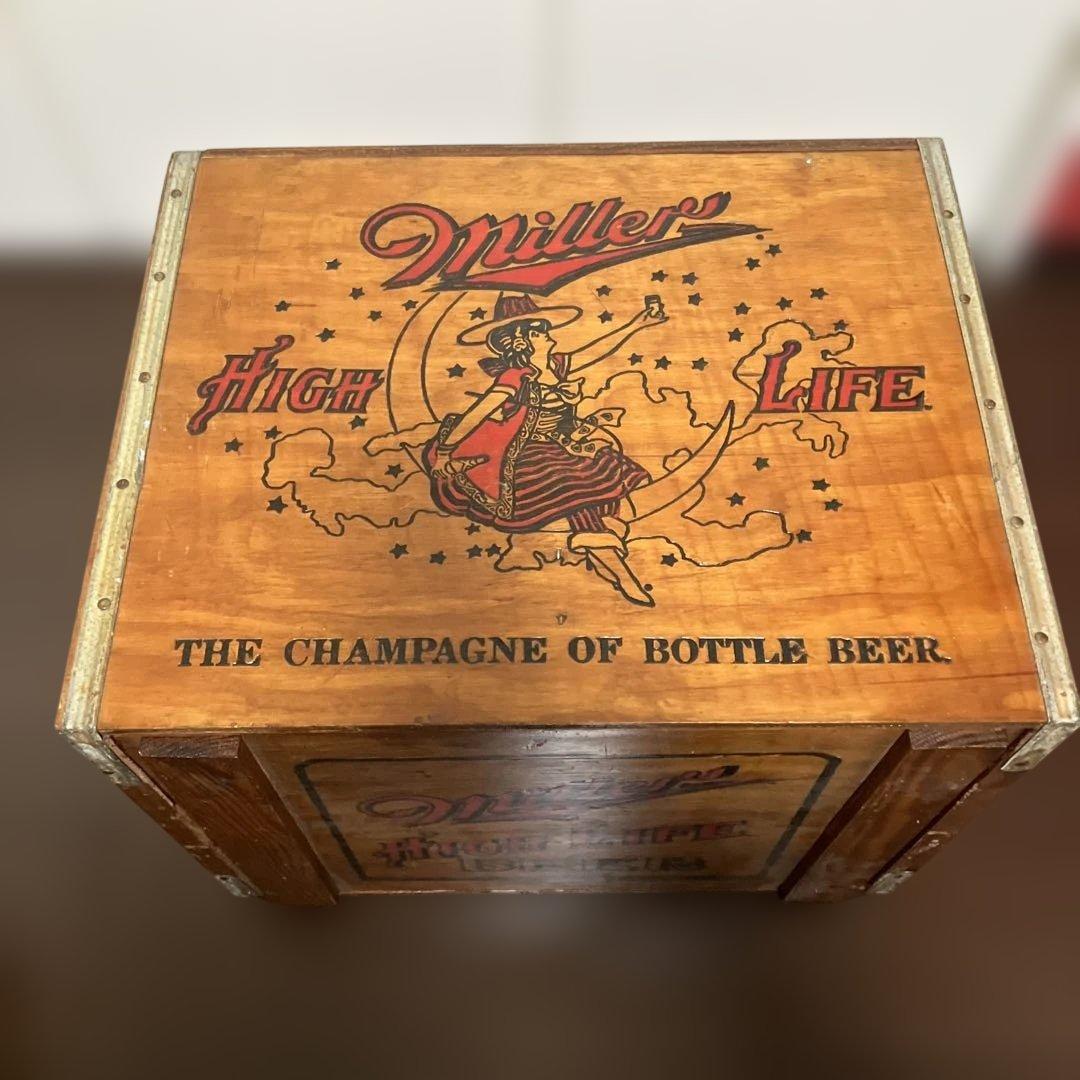 Miller
HIGH LIFE
THE CHAMPAGNE OF BOTTLE BEER.
Miller
HIGH LIFE
BEER